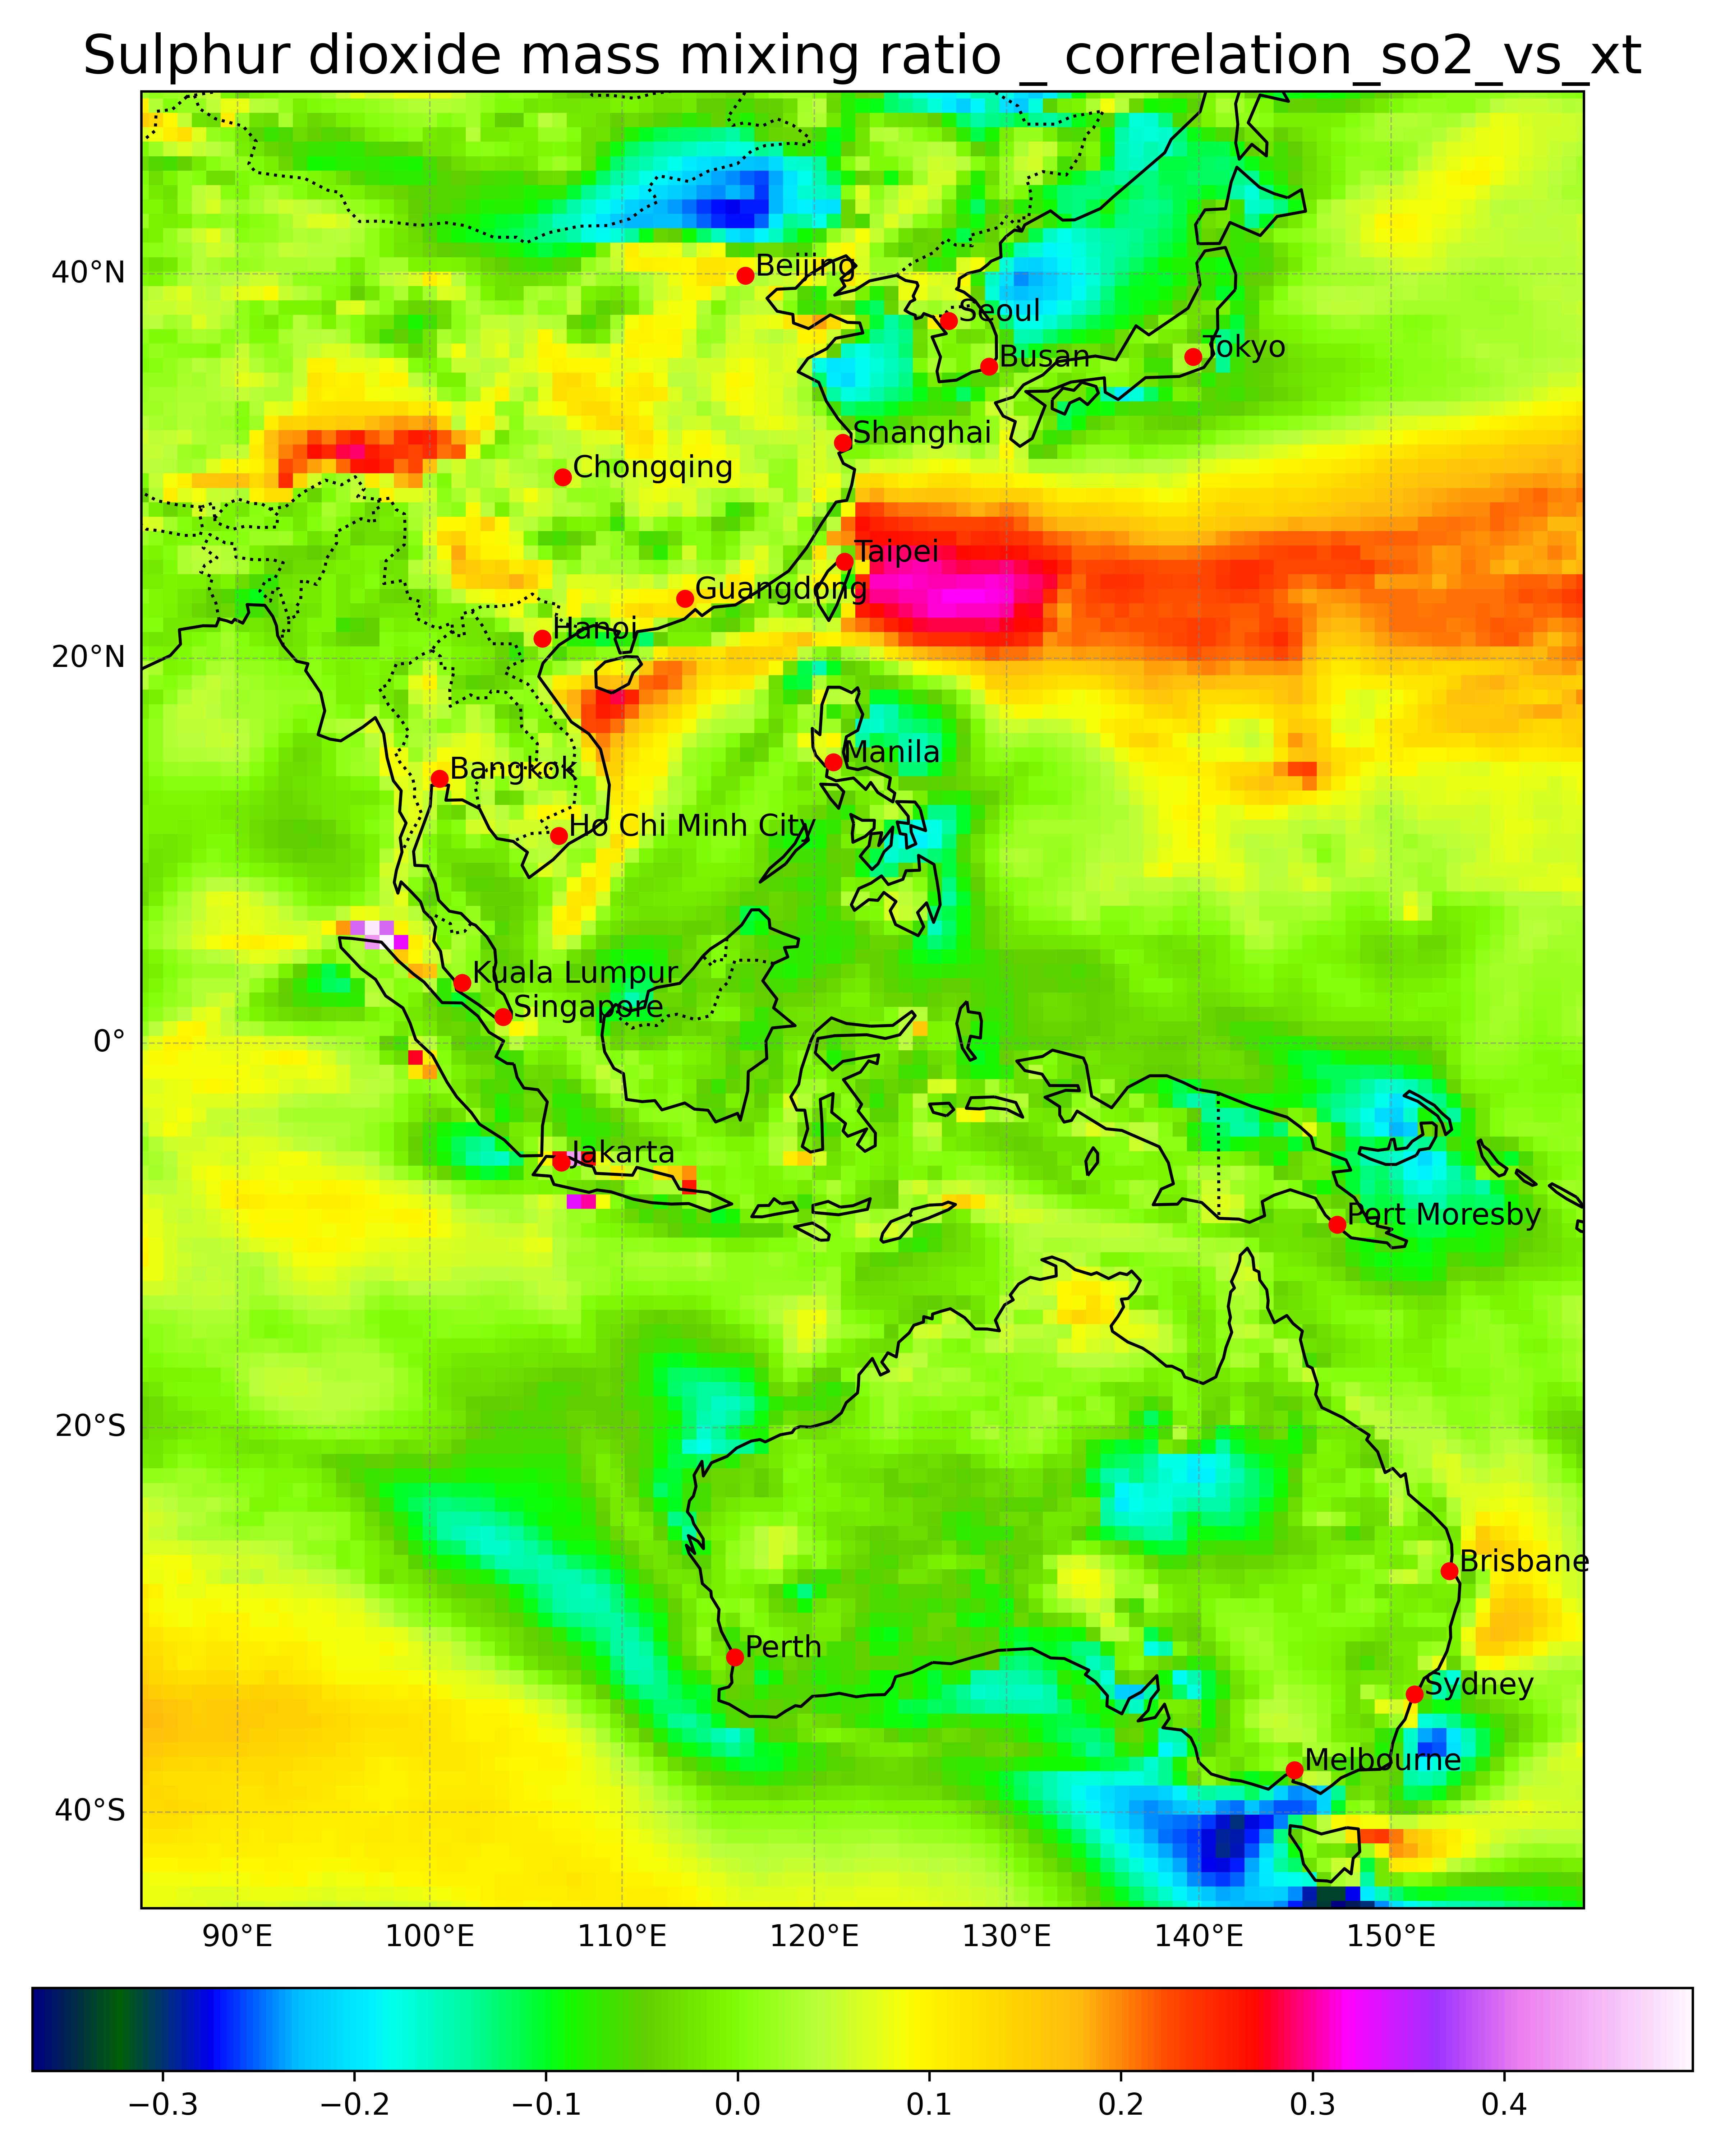 Sulphur dioxide mass mixing ratio _ correlation_so2_vs_xt
40°N
20°N
0°
20°S
40°S
Beijing
Seoul
Tokyo
Busan
Shanghai
Chongqing
Taipei
Guangdong
Hanoi
Manila
Bangkok
Ho Chi Minh City
Kuala Lumpur
Singapore
Jakarta
Port Moresby
Brisbane
Perth
Sydney
Melbourne
90°E 100°E 110°E 120°E 130°E 140°E 150°E
−0.3 −0.2 −0.1 0.0 0.1 0.2 0.3 0.4